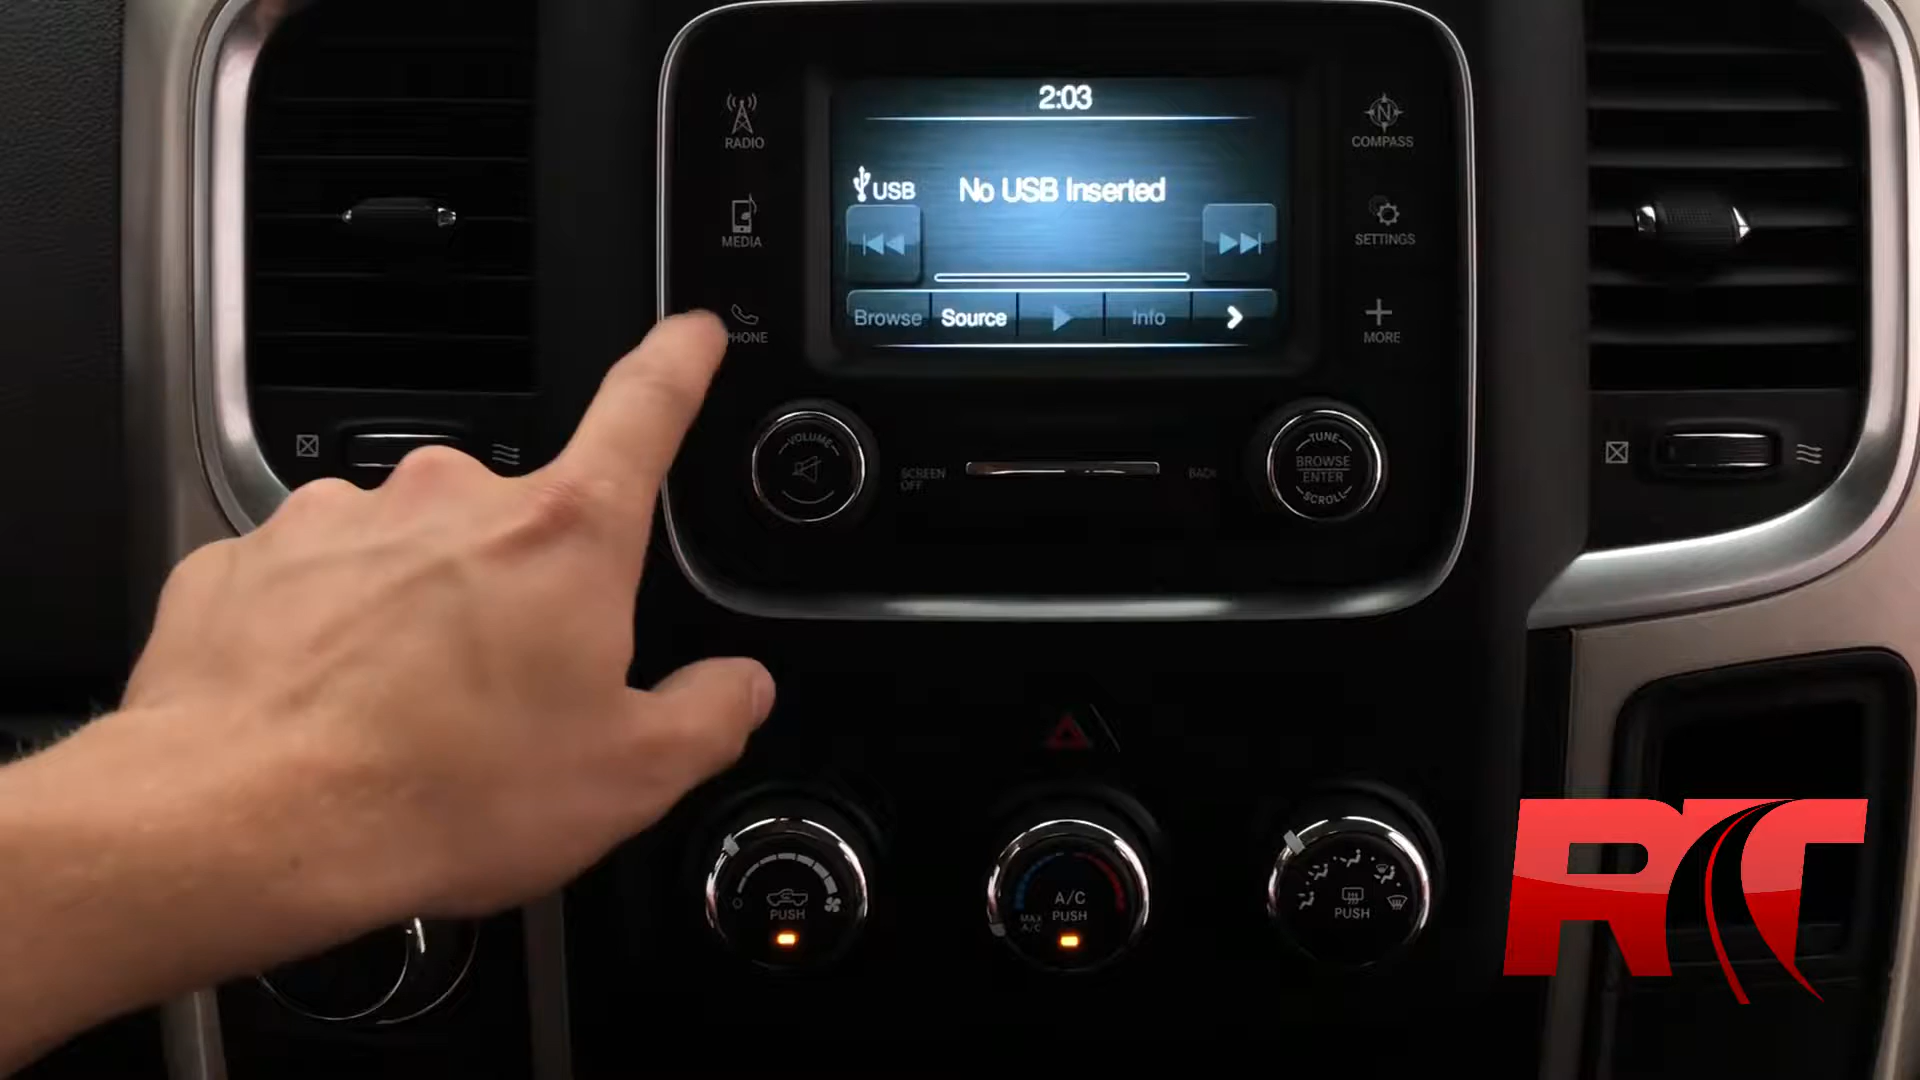 2:03
RADIO
COMPASS
USB
No USB Inserted
MEDIA
SETTINGS
Browse
Source
Info
HONE
MORE
VOLUME
SCREEN
OFF
BACK
TUNE
BROWSE
ENTER
SCROLL
O
PUSH
A/C
PUSH
MAX
A/C
PUSH
N
RT